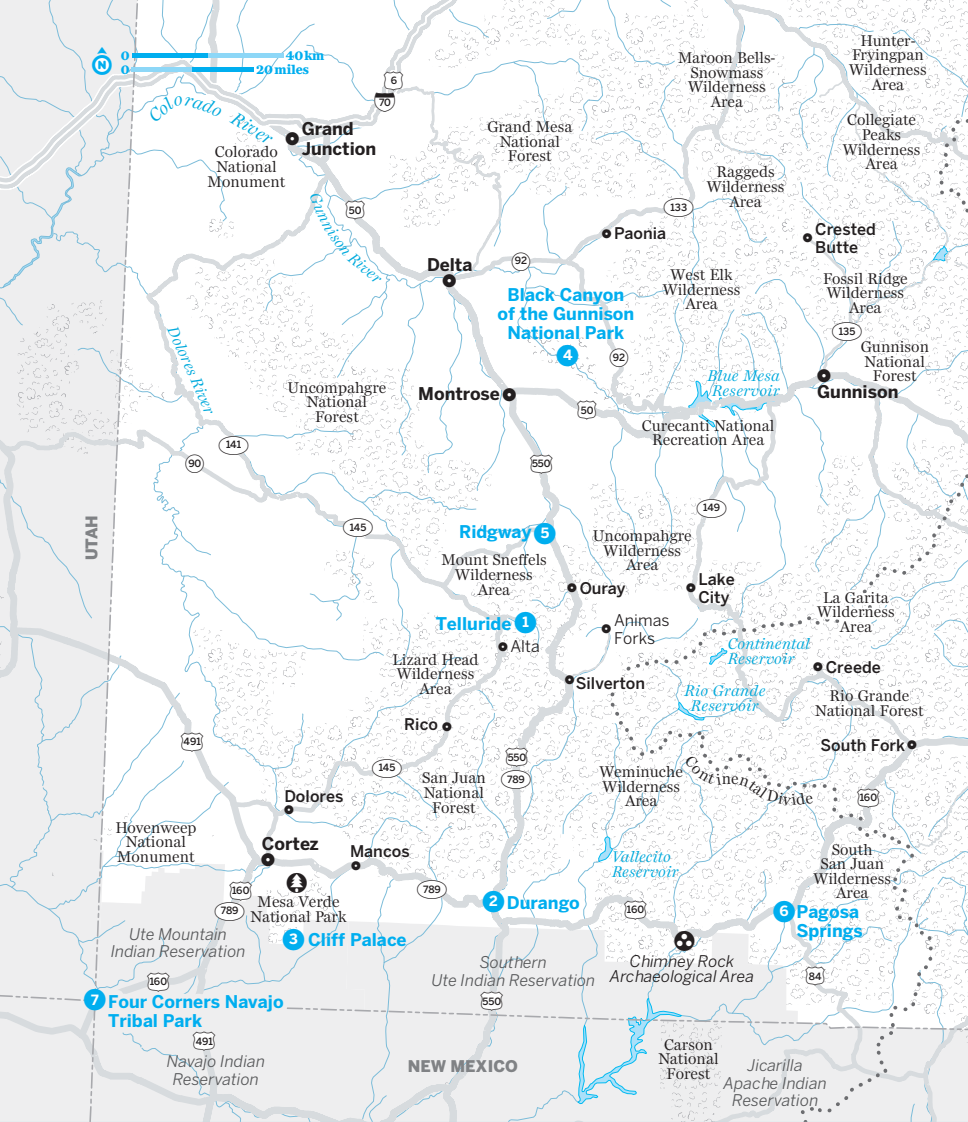 N
0 40 km
0 20 miles
6
70
Colorado River
Grand
Junction
Colorado
National
Monument
Grand Mesa
National
Forest
Maroon Bells-
Snowmass
Wilderness
Area
Hunter-
Fryingpan
Wilderness
Area
Collegiate
Peaks
Wilderness
Area
Raggeds
Wilderness
Area
50
Gunnison River
133
Paonia
Crested
Butte
Delta
92
West Elk
Wilderness
Area
Fossil Ridge
Wilderness
Area
Black Canyon
of the Gunnison
National Park
4
92
135
Gunnison
National
Forest
Dolores River
Uncompahgre
National
Forest
Montrose
50
Blue Mesa
Reservoir
Gunnison
Curecanti National
Recreation Area
141
90
550
149
145
UTAH
Ridgway 5
Uncompahgre
Wilderness
Area
Mount Sneffels
Wilderness
Area
Ouray
Lake
City
La Garita
Wilderness
Area
Telluride 1
Alta
Animas
Forks
Continental
Reservoir
Lizard Head
Wilderness
Area
Silverton
Creede
Rio Grande
Reservoir
Rio Grande
National Forest
Rico
South Fork
491
145
550
789
San Juan
National
Forest
Weminuche
Wilderness
Area
Continental Divide
160
Dolores
Hovenweep
National
Monument
Cortez
Mancos
Vallecito
Reservoir
South
San Juan
Wilderness
Area
160
789
Mesa Verde
National Park
789
2 Durango
160
6 Pagosa
Springs
3 Cliff Palace
Ute Mountain
Indian Reservation
Southern
Ute Indian Reservation
Chimney Rock
Archaeological Area
160
84
7 Four Corners Navajo
Tribal Park
550
491
Navajo Indian
Reservation
NEW MEXICO
Carson
National
Forest
Jicarilla
Apache Indian
Reservation